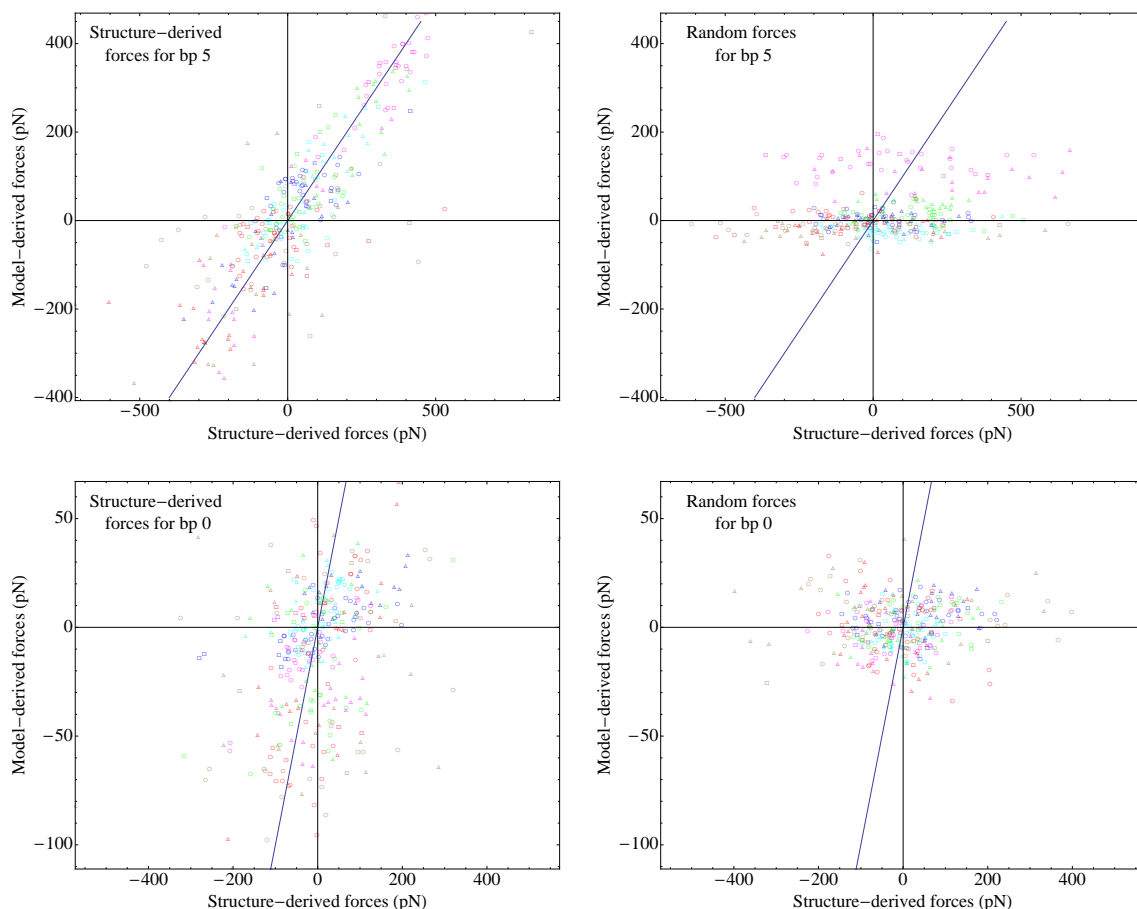 Structure−derived
forces for bp 5
400
200
0
−200
−400
−500
0
500
Model−derived forces (pN)
Structure−derived forces (pN)
Random forces
for bp 5
400
200
0
−200
−400
−500
0
500
Model−derived forces (pN)
Structure−derived forces (pN)
Structure−derived
forces for bp 0
50
0
−50
−100
−400
−200
0
200
400
Model−derived forces (pN)
Structure−derived forces (pN)
Random forces
for bp 0
50
0
−50
−100
−400
−200
0
200
400
Model−derived forces (pN)
Structure−derived forces (pN)